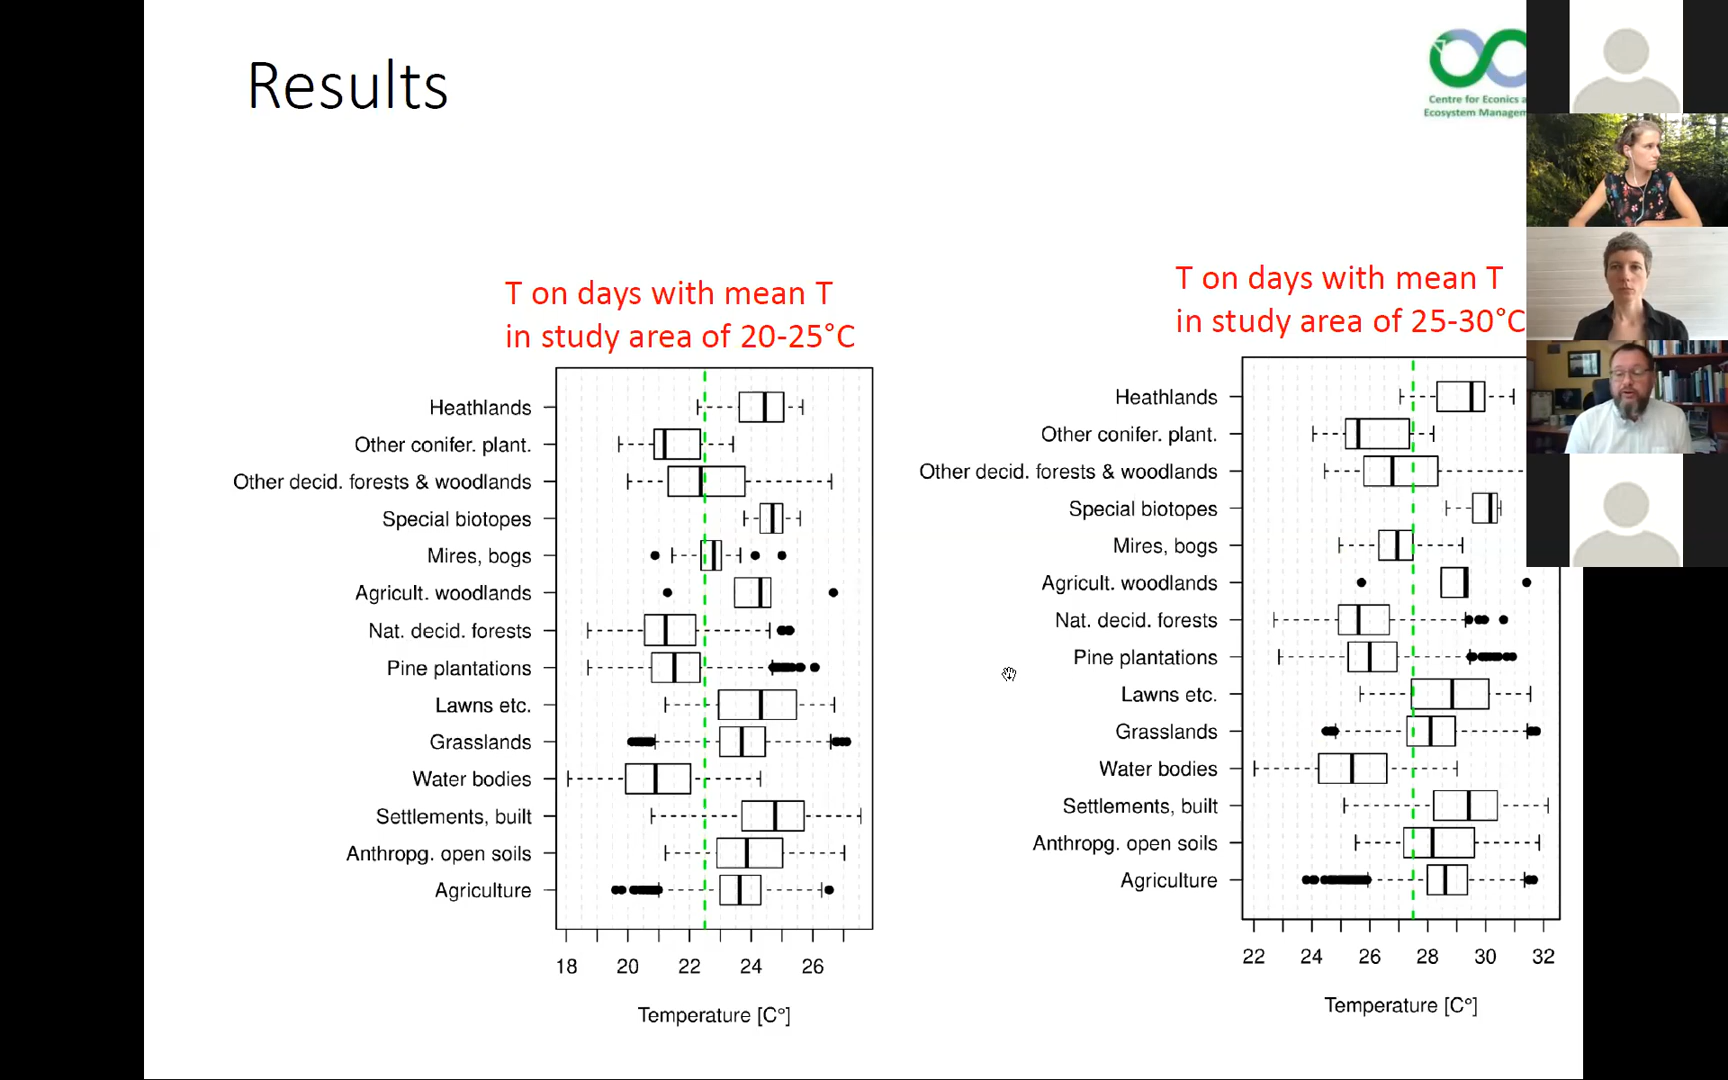 Results
Centre for Econics a
Ecosystem Managem
T on days with mean T
in study area of 20-25°C
Heathlands
Other conifer. plant.
Other decid. forests & woodlands
Special biotopes
Mires, bogs
Agricult. woodlands
Nat. decid. forests
Pine plantations
Lawns etc.
Grasslands
Water bodies
Settlements, built
Anthropg. open soils
Agriculture
18 20 22 24 26
Temperature [C°]
T on days with mean T
in study area of 25-30°C
Heathlands
Other conifer. plant.
Other decid. forests & woodlands
Special biotopes
Mires, bogs
Agricult. woodlands
Nat. decid. forests
Pine plantations
Lawns etc.
Grasslands
Water bodies
Settlements, built
Anthropg. open soils
Agriculture
22 24 26 28 30 32
Temperature [C°]